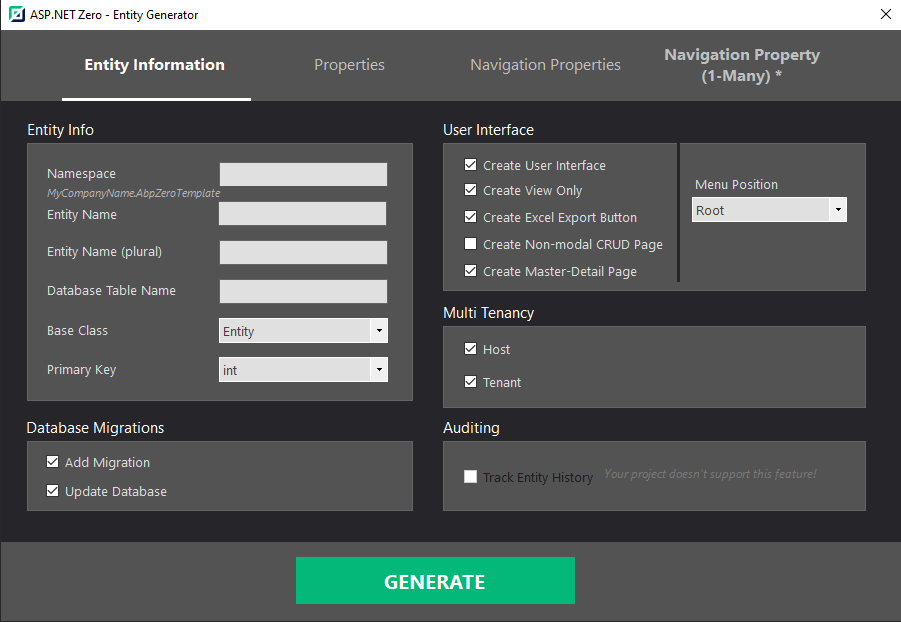 ASP.NET Zero - Entity Generator
Entity Information
Properties
Navigation Properties
Navigation Property
(1-Many) *
Entity Info
Namespace
MyCompanyName.AbpZeroTemplate
Entity Name
Entity Name (plural)
Database Table Name
Base Class
Entity
Primary Key
int
Database Migrations
Add Migration
Update Database
User Interface
Create User Interface
Create View Only
Create Excel Export Button
Create Non-modal CRUD Page
Create Master-Detail Page
Menu Position
Root
Multi Tenancy
Host
Tenant
Auditing
Track Entity History
Your project doesn't support this feature!
GENERATE